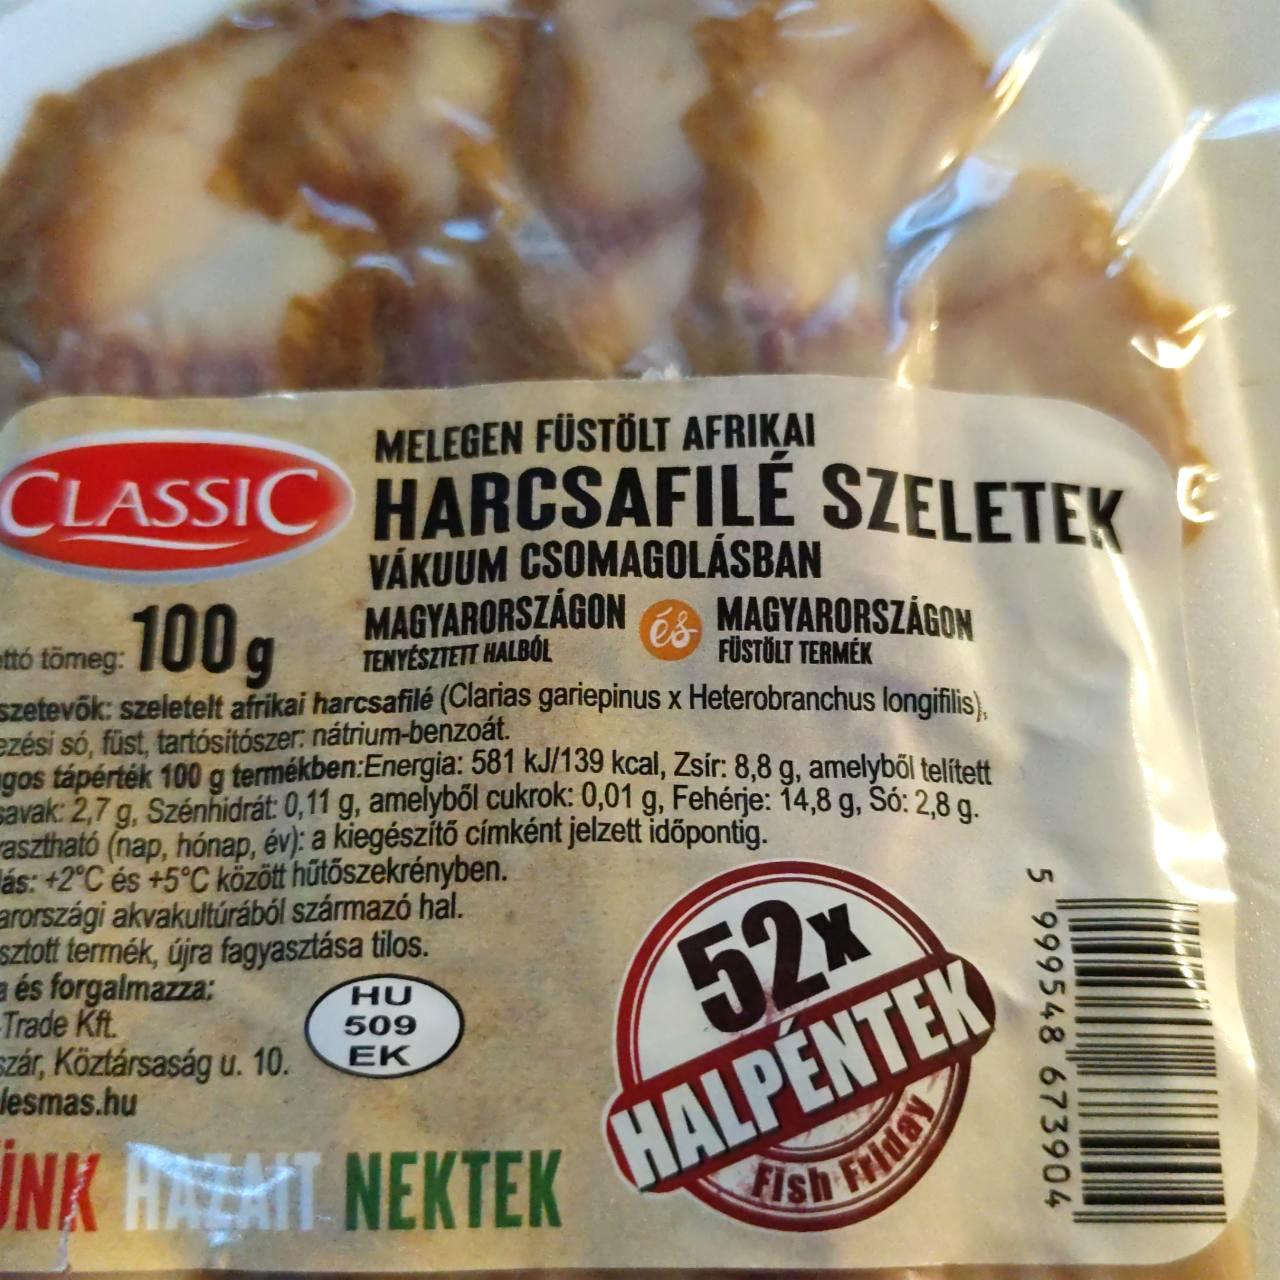 CLASSIC
MELEGEN FÜSTÖLT AFRIKAI
HARCSAFILÉ SZELETEK
VÁKUUM CSOMAGOLÁSBAN
MAGYARORSZÁGON
TENYÉSZTETT HALBÓL
és
MAGYARORSZÁGON
FÜSTÖLT TERMÉK
ttó tömeg: 100 g
szetevők: szeletelt afrikai harcsafilé (Clarias gariepinus x Heterobranchus longifilis),
ezési só, füst, tartósítószer: nátrium-benzoát.
gos tápérték 100 g termékben:Energia: 581 kJ/139 kcal, Zsír: 8,8 g, amelyből telített
savak: 2,7 g, Szénhidrát: 0,11 g, amelyből cukrok: 0,01 g, Fehérje: 14,8 g, Só: 2,8 g.
asztható (nap, hónap, év): a kiegészítő címként jelzett időpontig.
ás: +2°C és +5°C között hűtőszekrényben.
arországi akvakultúrából származó hal.
sztott termék, újra fagyasztása tilos.
a és forgalmazza:
-Trade Kft.
szár, Köztársaság u. 10.
lesmas.hu
HU
509
EK
52x
HALPÉNTEK
Fish Friday
ÜNK HAZAIT NEKTEK
5 999548 673904